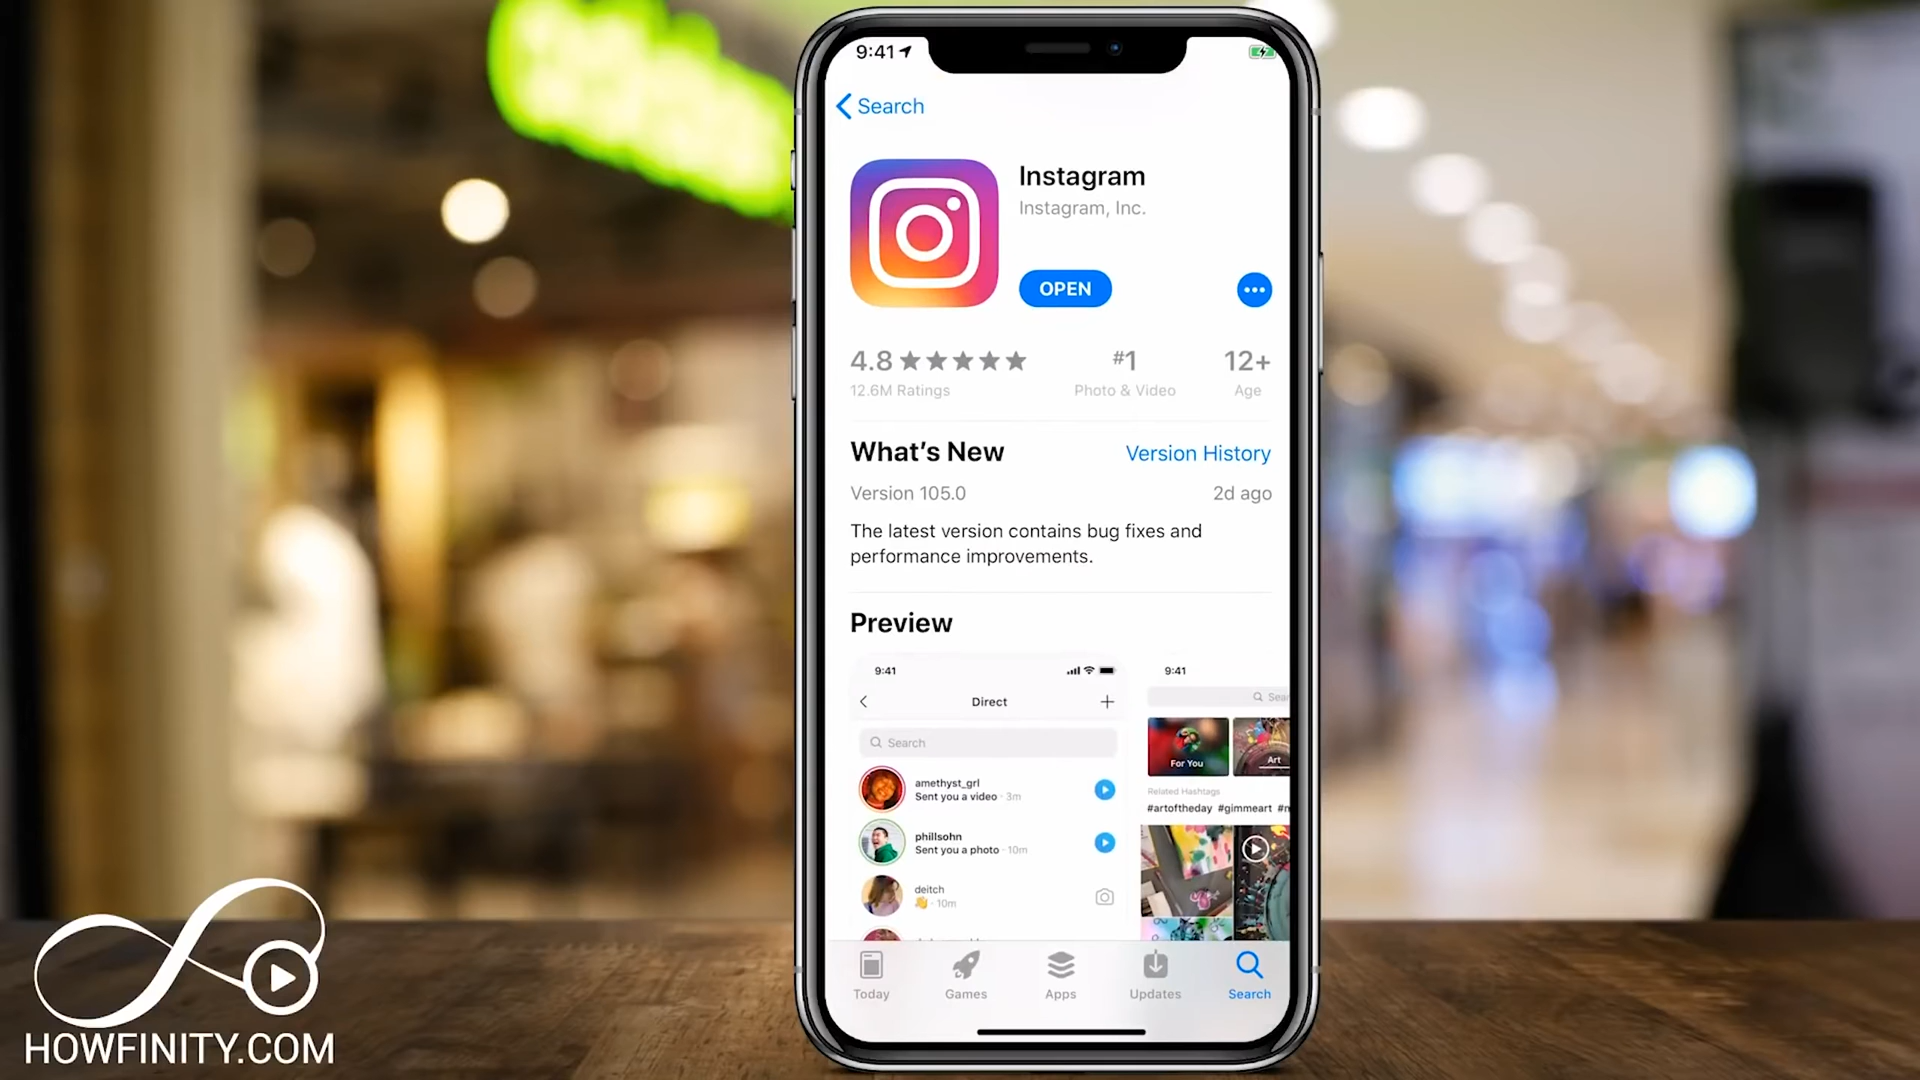 9:41
Search
Instagram
Instagram, Inc.
OPEN
4.8
12.6M Ratings
#1
Photo & Video
12+
Age
What's New
Version History
Version 105.0
2d ago
The latest version contains bug fixes and
performance improvements.
Preview
9:41
Direct
Search
amethyst_grl
Sent you a video · 3m
phillsohn
Sent you a photo · 10m
deitch
👋 · 10m
9:41
For You
Art
Related Hashtags
#artoftheday #gimmeart
Today
Games
Apps
Updates
Search
HOWFINITY.COM